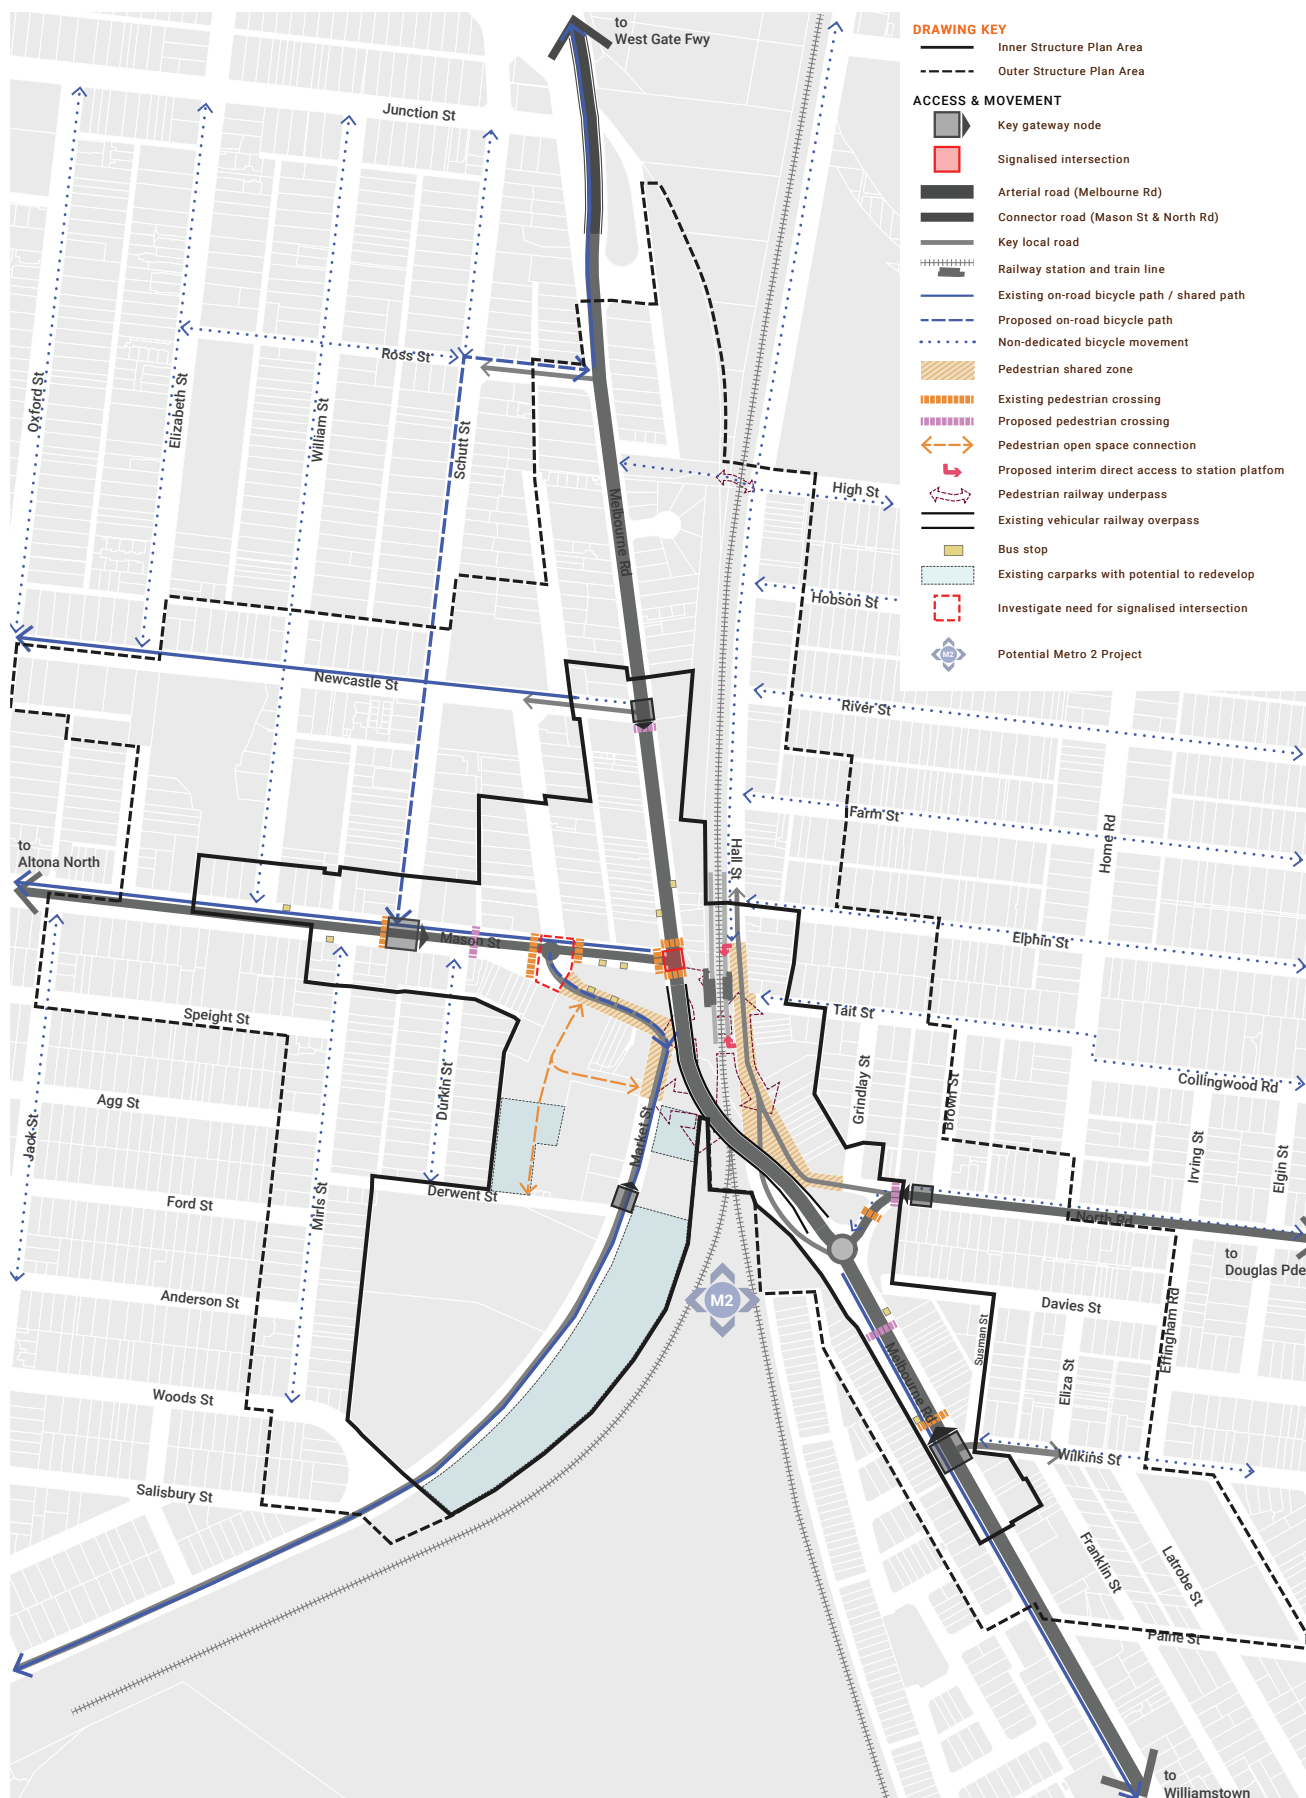 to
West Gate Fwy
DRAWING KEY
Inner Structure Plan Area
Outer Structure Plan Area
ACCESS & MOVEMENT
Key gateway node
Signalised intersection
Arterial road (Melbourne Rd)
Connector road (Mason St & North Rd)
Key local road
Railway station and train line
Existing on-road bicycle path / shared path
Proposed on-road bicycle path
Non-dedicated bicycle movement
Pedestrian shared zone
Existing pedestrian crossing
Proposed pedestrian crossing
Pedestrian open space connection
Proposed interim direct access to station platfom
Pedestrian railway underpass
Existing vehicular railway overpass
Bus stop
Existing carparks with potential to redevelop
Investigate need for signalised intersection
M2
Potential Metro 2 Project
Junction St
Ross St
Oxford St
Elizabeth St
William St
Schutt St
Melbourne Rd
High St
Hobson St
Newcastle St
River St
Farm St
Home Rd
Hall St
to
Altona North
Mason St
Elphin St
Tait St
Speight St
Collingwood Rd
Grindlay St
Brown St
Durkin St
Agg St
Jack St
Market St
Irving St
Elgin St
Derwent St
Ford St
Mirls St
North Rd
to
Douglas Pde
M2
Anderson St
Davies St
Susman St
Effingham Rd
Eliza St
Melbourne Rd
Woods St
Wilkins St
Salisbury St
Franklin St
Latrobe St
Paine St
to
Williamstown